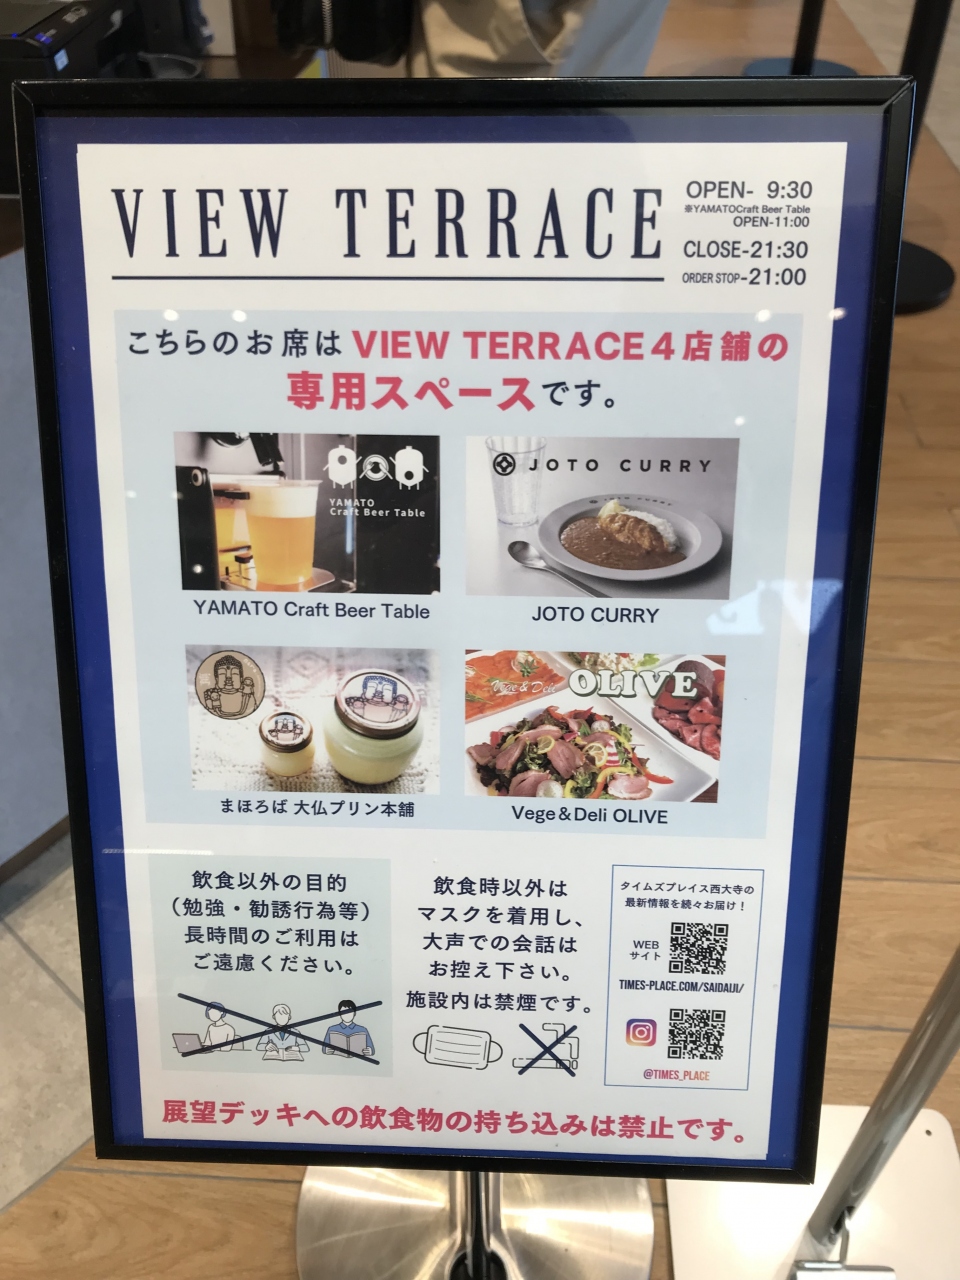 VIEW TERRACE
OPEN- 9:30
※YAMATOCraft Beer Table
OPEN-11:00
CLOSE-21:30
ORDER STOP-21:00
こちらのお席は VIEW TERRACE4店舗の
専用スペースです。
YAMATO
Craft Beer Table
YAMATO Craft Beer Table
JOTO CURRY
JOTO CURRY
まほろば 大仏プリン本舗
Vege & Deli OLIVE
Vege&Deli OLIVE
飲食以外の目的
(勉強・勧誘行為等)
長時間のご利用は
ご遠慮ください。
飲食時以外は
マスクを着用し、
大声での会話は
お控え下さい。
施設内は禁煙です。
タイムズプレイス西大寺の
最新情報を続々お届け！
WEB
サイト
TIMES-PLACE.COM/SAIDAIJI/
@TIMES_PLACE
展望デッキへの飲食物の持ち込みは禁止です。